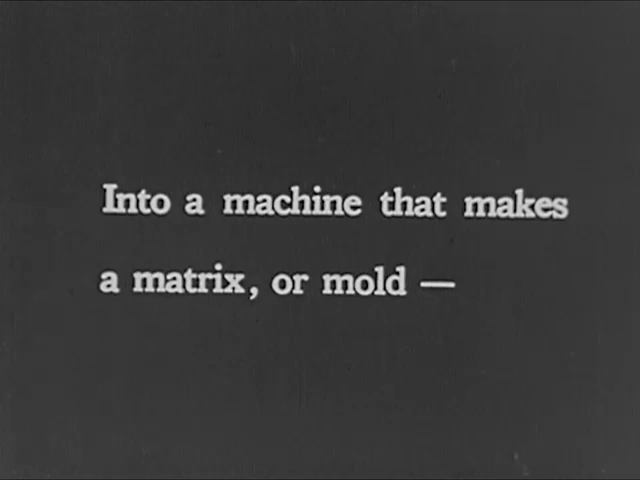 Into a machine that makes
a matrix, or mold —